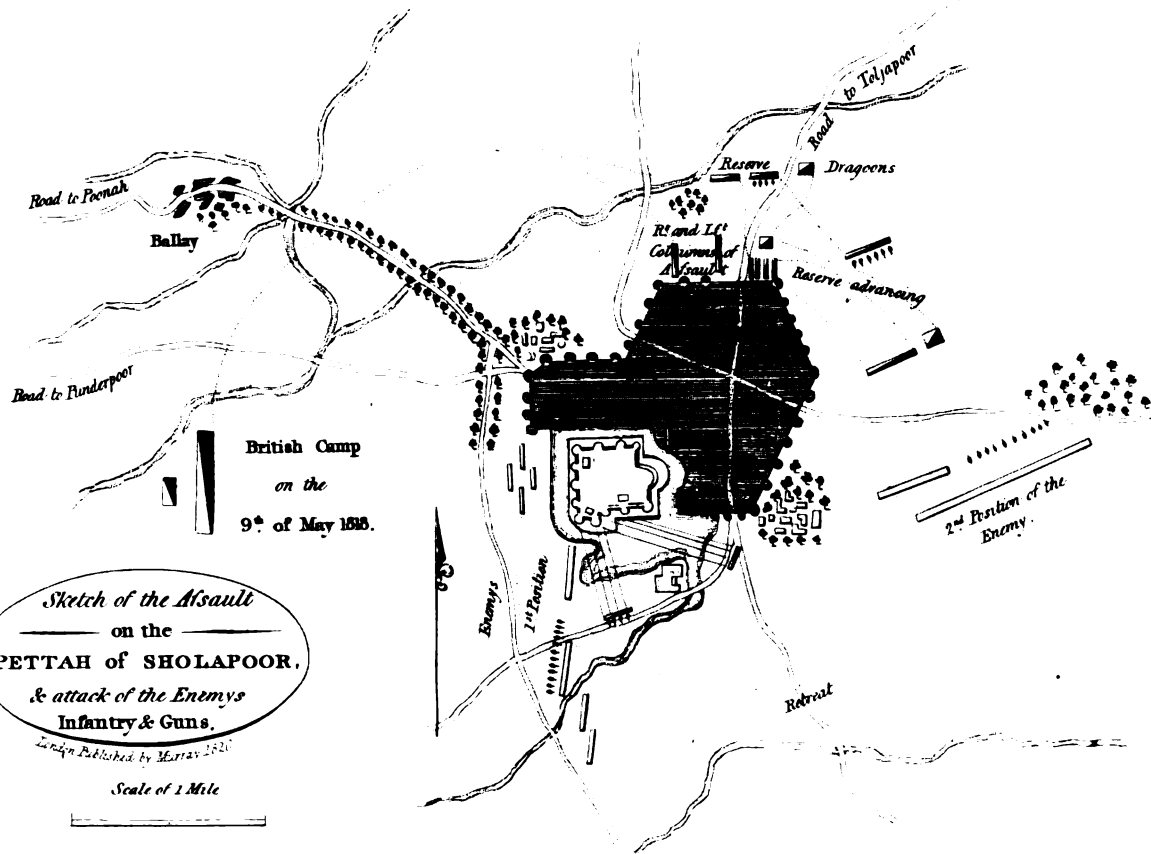 Road to Toljapoor
Reserve
Dragoons
Road to Poonah
Ballay
Rt. and Lft.
Columns of
Assault
Reserve advancing
Road to Punderpoor
British Camp
on the
9th of May 1818.
2nd Position of the
Enemy.
Enemys
1st Position
Retreat
Sketch of the Assault
on the
PETTAH of SHOLAPOOR,
& attack of the Enemys
Infantry & Guns.
London Published by Murray 1820
Scale of 1 Mile